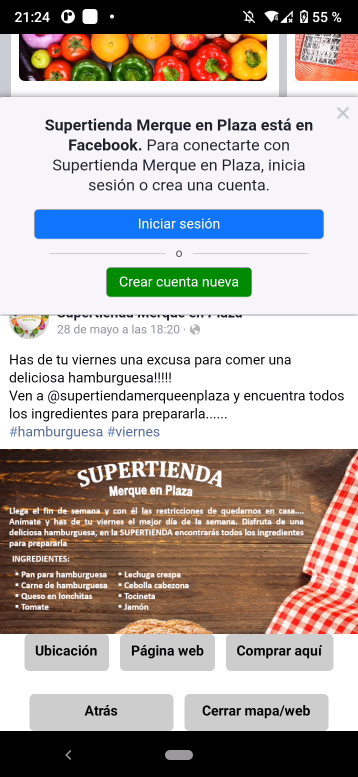 21:24
55 %
Supertienda Merque en Plaza está en
Facebook. Para conectarte con
Supertienda Merque en Plaza, inicia
sesión o crea una cuenta.
Iniciar sesión
o
Crear cuenta nueva
Supertienda Merque en Plaza
28 de mayo a las 18:20 ·
Has de tu viernes una excusa para comer una
deliciosa hamburguesa!!!!!
Ven a @supertiendamerqueenplaza y encuentra todos
los ingredientes para prepararla......
#hamburguesa #viernes
SUPERTIENDA
Merque en Plaza
Llega el fin de semana y con él las restricciones de quedarnos en casa....
Anímate y has de tu viernes el mejor día de la semana. Disfruta de una
deliciosa hamburguesa, en la SUPERTIENDA encontrarás todos los ingredientes
para prepararla
INGREDIENTES:
▪ Pan para hamburguesa ▪ Lechuga crespa
▪ Carne de hamburguesa ▪ Cebolla cabezona
▪ Queso en lonchitas ▪ Tocineta
▪ Tomate ▪ Jamón
Ubicación Página web Comprar aquí
Atrás Cerrar mapa/web